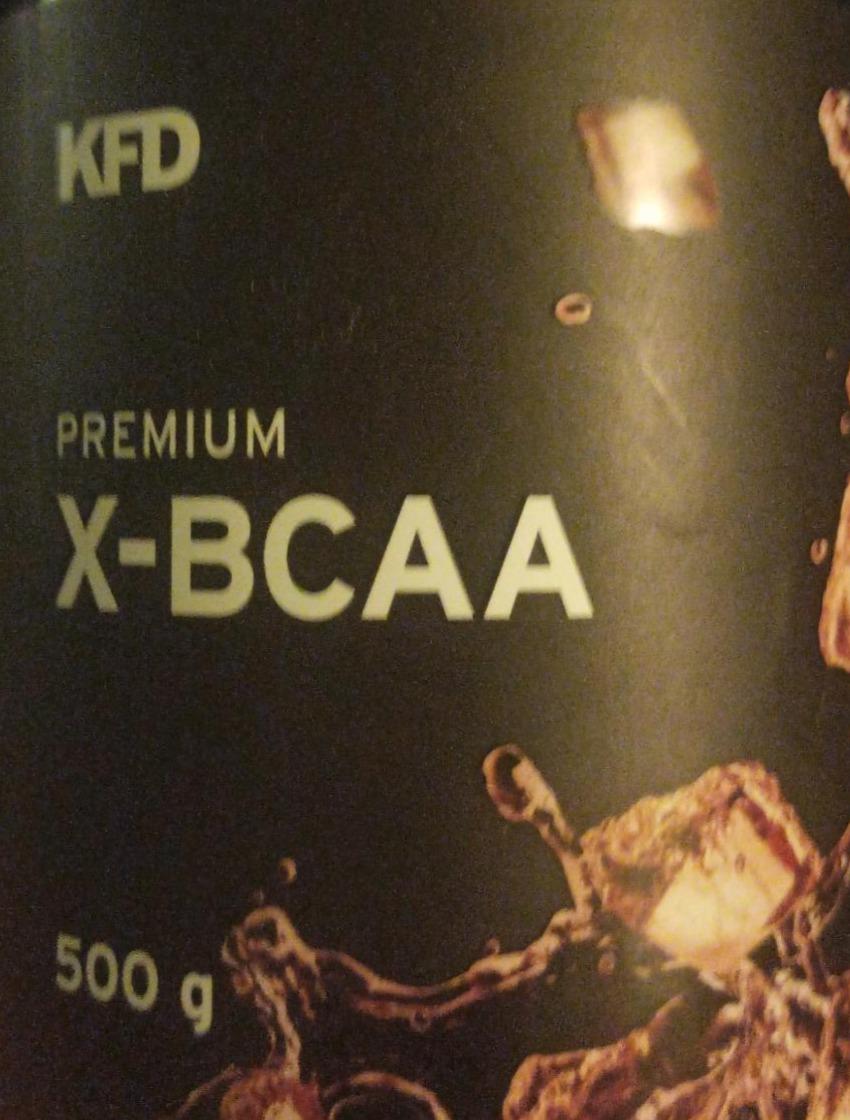 KFD
PREMIUM
X-BCAA
500 g